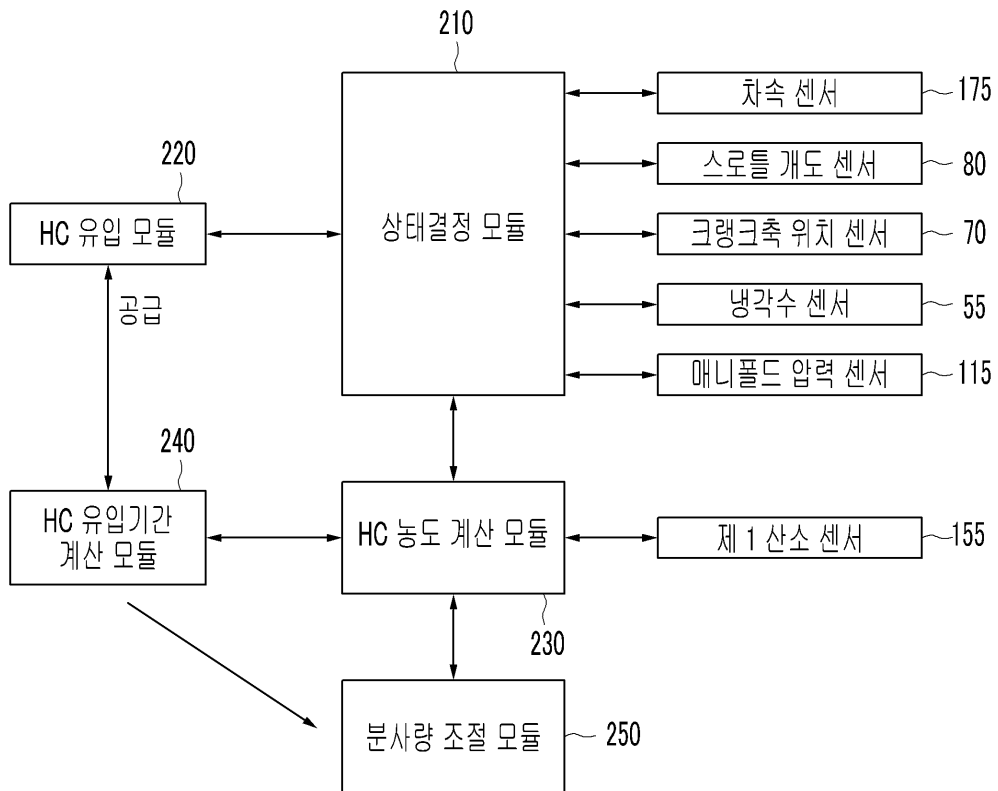 210
차속 센서
175
220
스로틀 개도 센서
80
HC 유입 모듈
상태결정 모듈
크랭크축 위치 센서
70
공급
냉각수 센서
55
매니폴드 압력 센서
115
240
HC 유입기간
계산 모듈
HC 농도 계산 모듈
제 1 산소 센서
155
230
분사량 조절 모듈
250